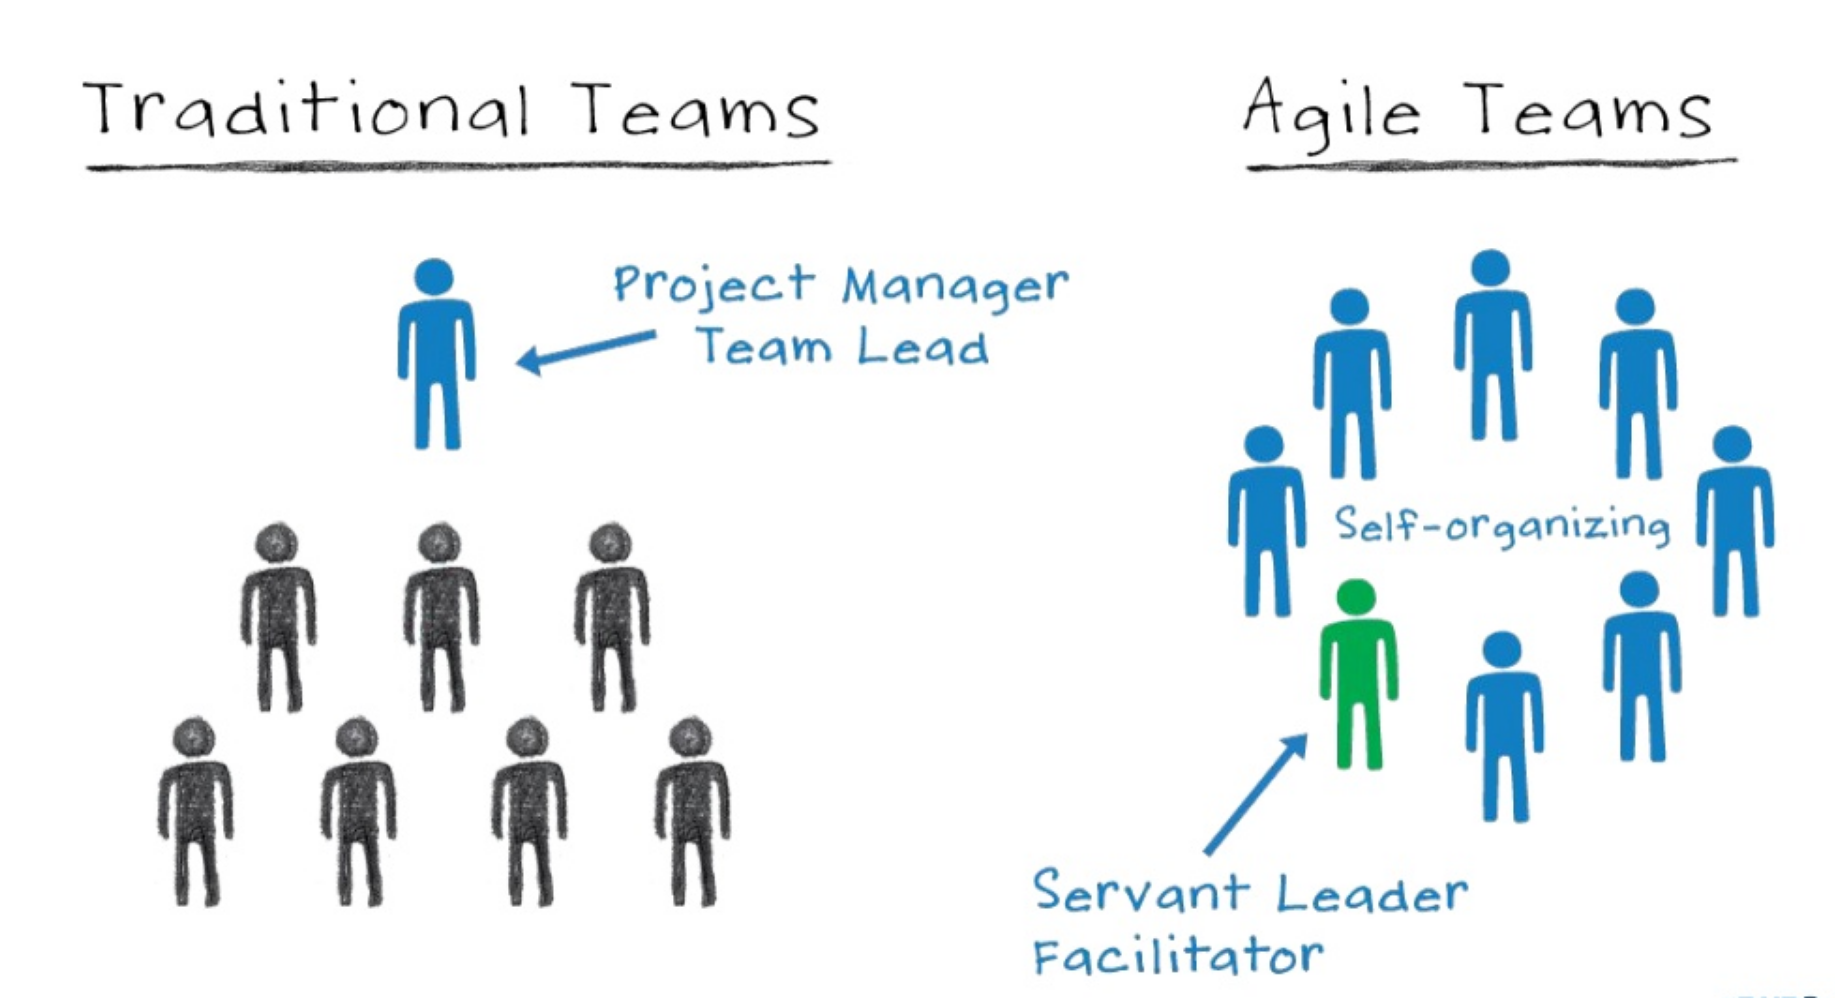 Traditional Teams
Agile Teams
Project Manager
Team Lead
Self-organizing
Servant Leader
Facilitator